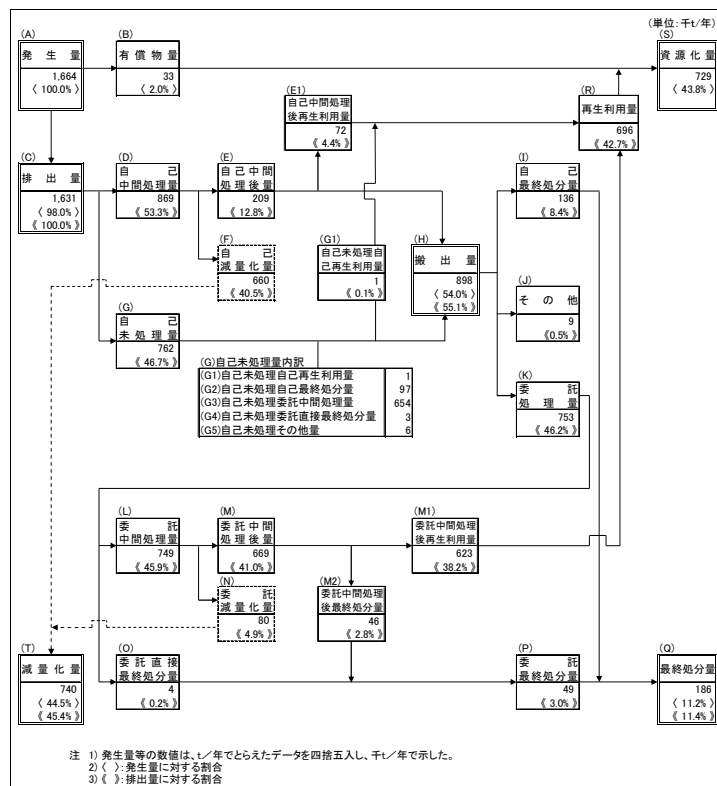 (単位:千t/年)
(A)
発生量
1,664
〈 100.0% 〉
(B)
有償物量
33
〈 2.0% 〉
(S)
資源化量
729
〈 43.8% 〉
(E1)
自己中間処理
後再生利用量
72
《 4.4% 》
(R)
再生利用量
696
《 42.7% 》
(C)
排出量
1,631
〈 98.0% 〉
《 100.0% 》
(D)
自己
中間処理量
869
《 53.3% 》
(E)
自己中間
処理後量
209
《 12.8% 》
(I)
自己
最終処分量
136
《 8.4% 》
(F)
自己
減量化量
660
《 40.5% 》
(G1)
自己未処理自
己再生利用量
1
《 0.1% 》
(H)
搬出量
898
〈 54.0% 〉
《 55.1% 》
(J)
その他
9
《0.5% 》
(G)
自己
未処理量
762
《 46.7% 》
(G)自己未処理量内訳
(G1)自己未処理自己再生利用量 1
(G2)自己未処理自己最終処分量 97
(G3)自己未処理委託中間処理量 654
(G4)自己未処理委託直接最終処分量 3
(G5)自己未処理その他量 6
(K)
委託
処理量
753
《 46.2% 》
(L)
委託
中間処理量
749
《 45.9% 》
(M)
委託中間
処理後量
669
《 41.0% 》
(M1)
委託中間処理
後再生利用量
623
《 38.2% 》
(N)
委託
減量化量
80
《 4.9% 》
(M2)
委託中間処理
後最終処分量
46
《 2.8% 》
(T)
減量化量
740
〈 44.5% 〉
《 45.4% 》
(O)
委託直接
最終処分量
4
《 0.2% 》
(P)
委託
最終処分量
49
《 3.0% 》
(Q)
最終処分量
186
〈 11.2% 〉
《 11.4% 》
注 1) 発生量等の数値は、t/年でとらえたデータを四捨五入し、千t/年で示した。
2) 〈 〉: 発生量に対する割合
3) 《 》: 排出量に対する割合